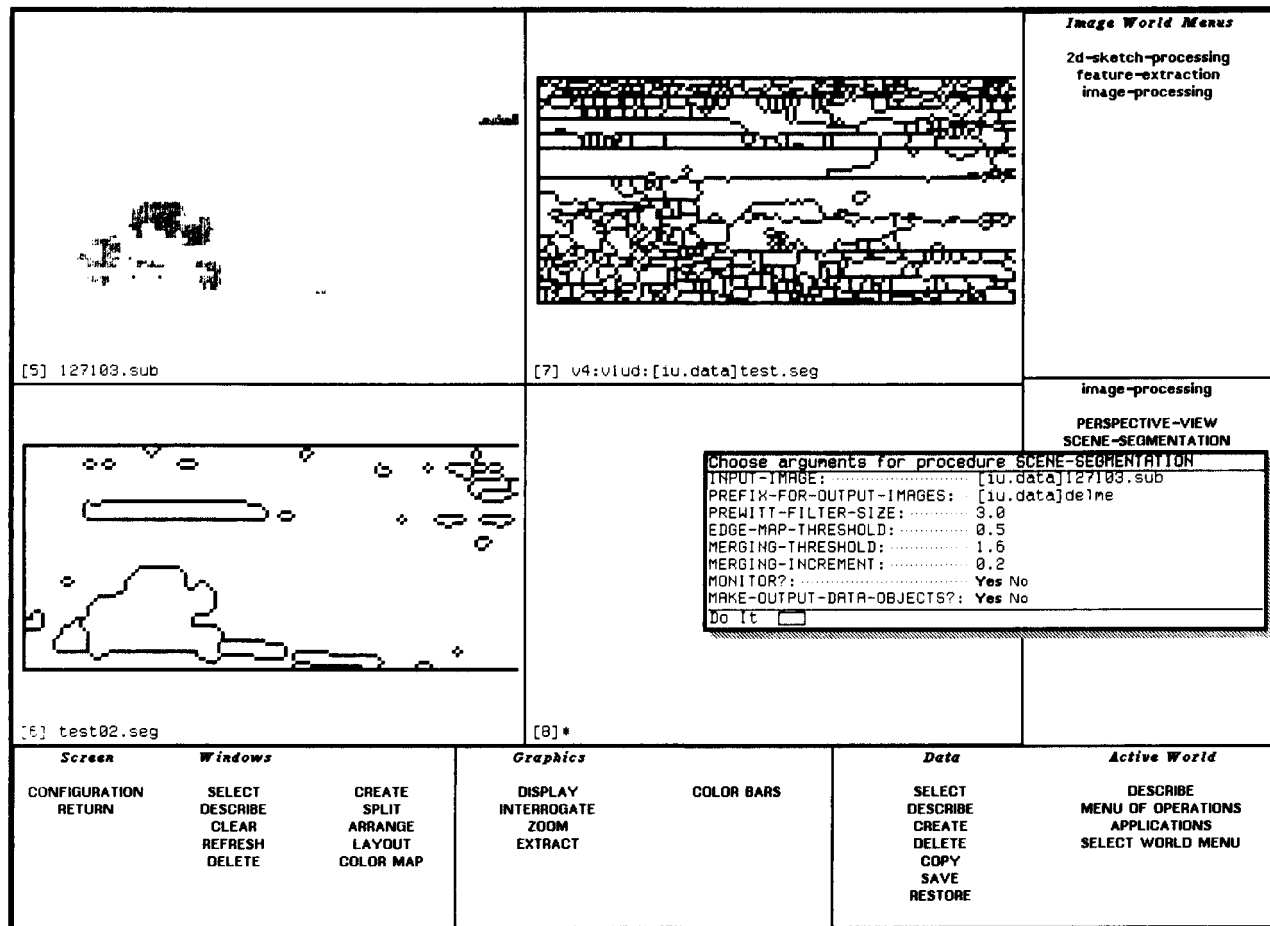 Image World Menus
2d-sketch-processing
feature-extraction
image-processing
[5] 127103.sub
[7] v4:vlud:[iu.data]test.seg
image-processing
PERSPECTIVE-VIEW
SCENE-SEGMENTATION
Choose arguments for procedure SCENE-SEGMENTATION
INPUT-IMAGE: [iu.data]127103.sub
PREFIX-FOR-OUTPUT-IMAGES: [iu.data]delme
PREWITT-FILTER-SIZE: 3.0
EDGE-MAP-THRESHOLD: 0.5
MERGING-THRESHOLD: 1.6
MERGING-INCREMENT: 0.2
MONITOR?: Yes No
MAKE-OUTPUT-DATA-OBJECTS?: Yes No
Do It
[6] test02.seg
[8]*
Screen
CONFIGURATION
RETURN
Windows
SELECT CREATE
DESCRIBE SPLIT
CLEAR ARRANGE
REFRESH LAYOUT
DELETE COLOR MAP
Graphics
DISPLAY COLOR BARS
INTERROGATE
ZOOM
EXTRACT
Data
SELECT
DESCRIBE
CREATE
DELETE
COPY
SAVE
RESTORE
Active World
DESCRIBE
MENU OF OPERATIONS
APPLICATIONS
SELECT WORLD MENU